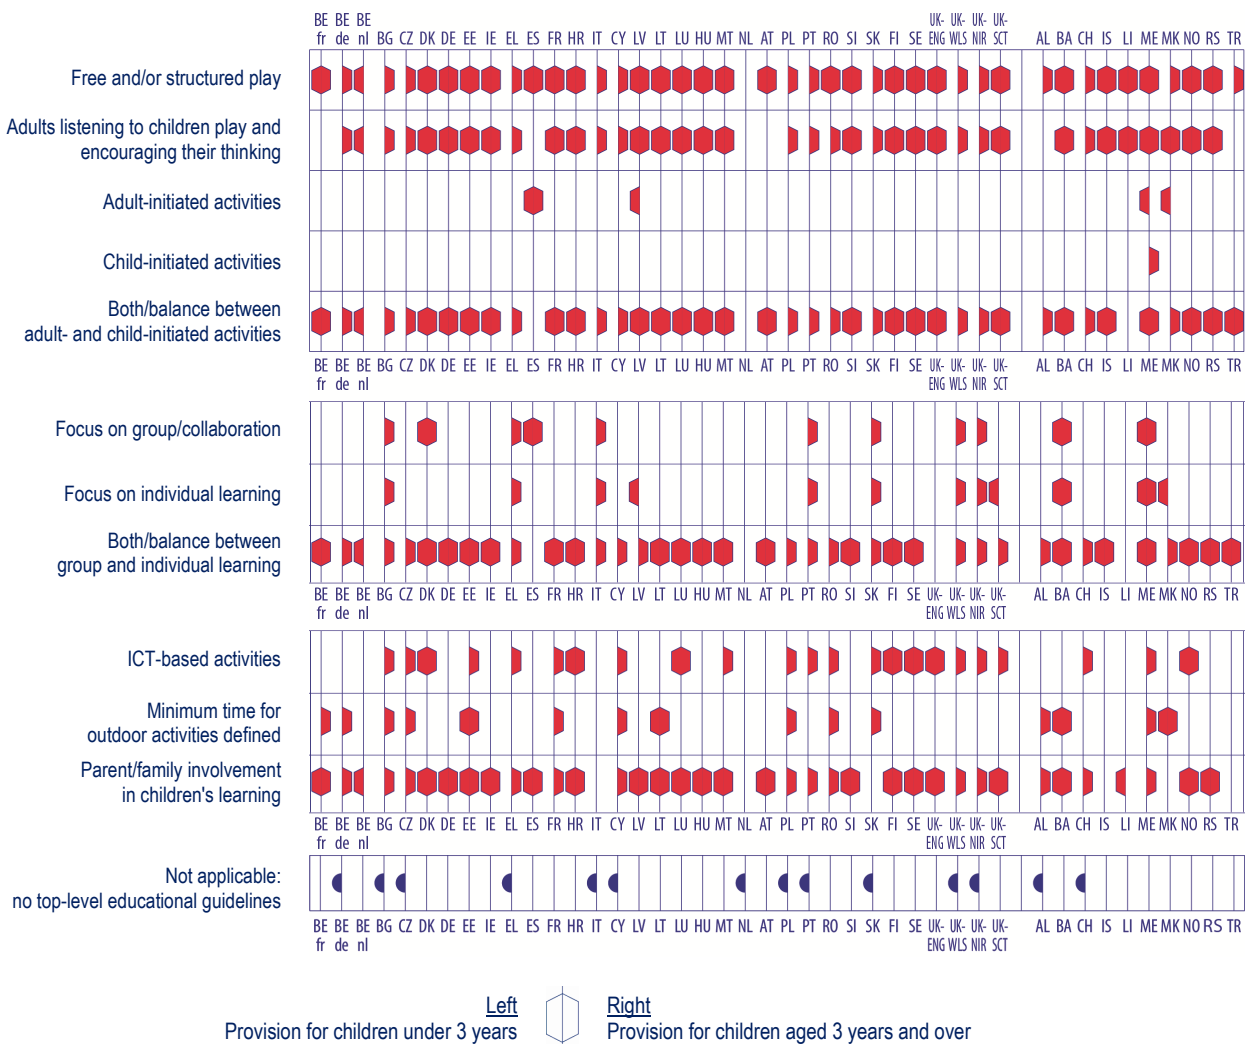 BE BE BE UK- UK- UK- UK-
fr de nl BG CZ DK DE EE IE EL ES FR HR IT CY LV LT LU HU MT NL AT PL PT RO SI SK FI SE ENG WLS NIR SCT AL BA CH IS LI ME MK NO RS TR
Free and/or structured play
Adults listening to children play and
encouraging their thinking
Adult-initiated activities
Child-initiated activities
Both/balance between
adult- and child-initiated activities
BE BE BE BG CZ DK DE EE IE EL ES FR HR IT CY LV LT LU HU MT NL AT PL PT RO SI SK FI SE UK- UK- UK- UK- AL BA CH IS LI ME MK NO RS TR
fr de nl ENG WLS NIR SCT
Focus on group/collaboration
Focus on individual learning
Both/balance between
group and individual learning
BE BE BE BG CZ DK DE EE IE EL ES FR HR IT CY LV LT LU HU MT NL AT PL PT RO SI SK FI SE UK- UK- UK- UK- AL BA CH IS LI ME MK NO RS TR
fr de nl ENG WLS NIR SCT
ICT-based activities
Minimum time for
outdoor activities defined
Parent/family involvement
in children's learning
BE BE BE BG CZ DK DE EE IE EL ES FR HR IT CY LV LT LU HU MT NL AT PL PT RO SI SK FI SE UK- UK- UK- UK- AL BA CH IS LI ME MK NO RS TR
fr de nl ENG WLS NIR SCT
Not applicable:
no top-level educational guidelines
BE BE BE BG CZ DK DE EE IE EL ES FR HR IT CY LV LT LU HU MT NL AT PL PT RO SI SK FI SE UK- UK- UK- UK- AL BA CH IS LI ME MK NO RS TR
fr de nl ENG WLS NIR SCT
Left Right
Provision for children under 3 years Provision for children aged 3 years and over